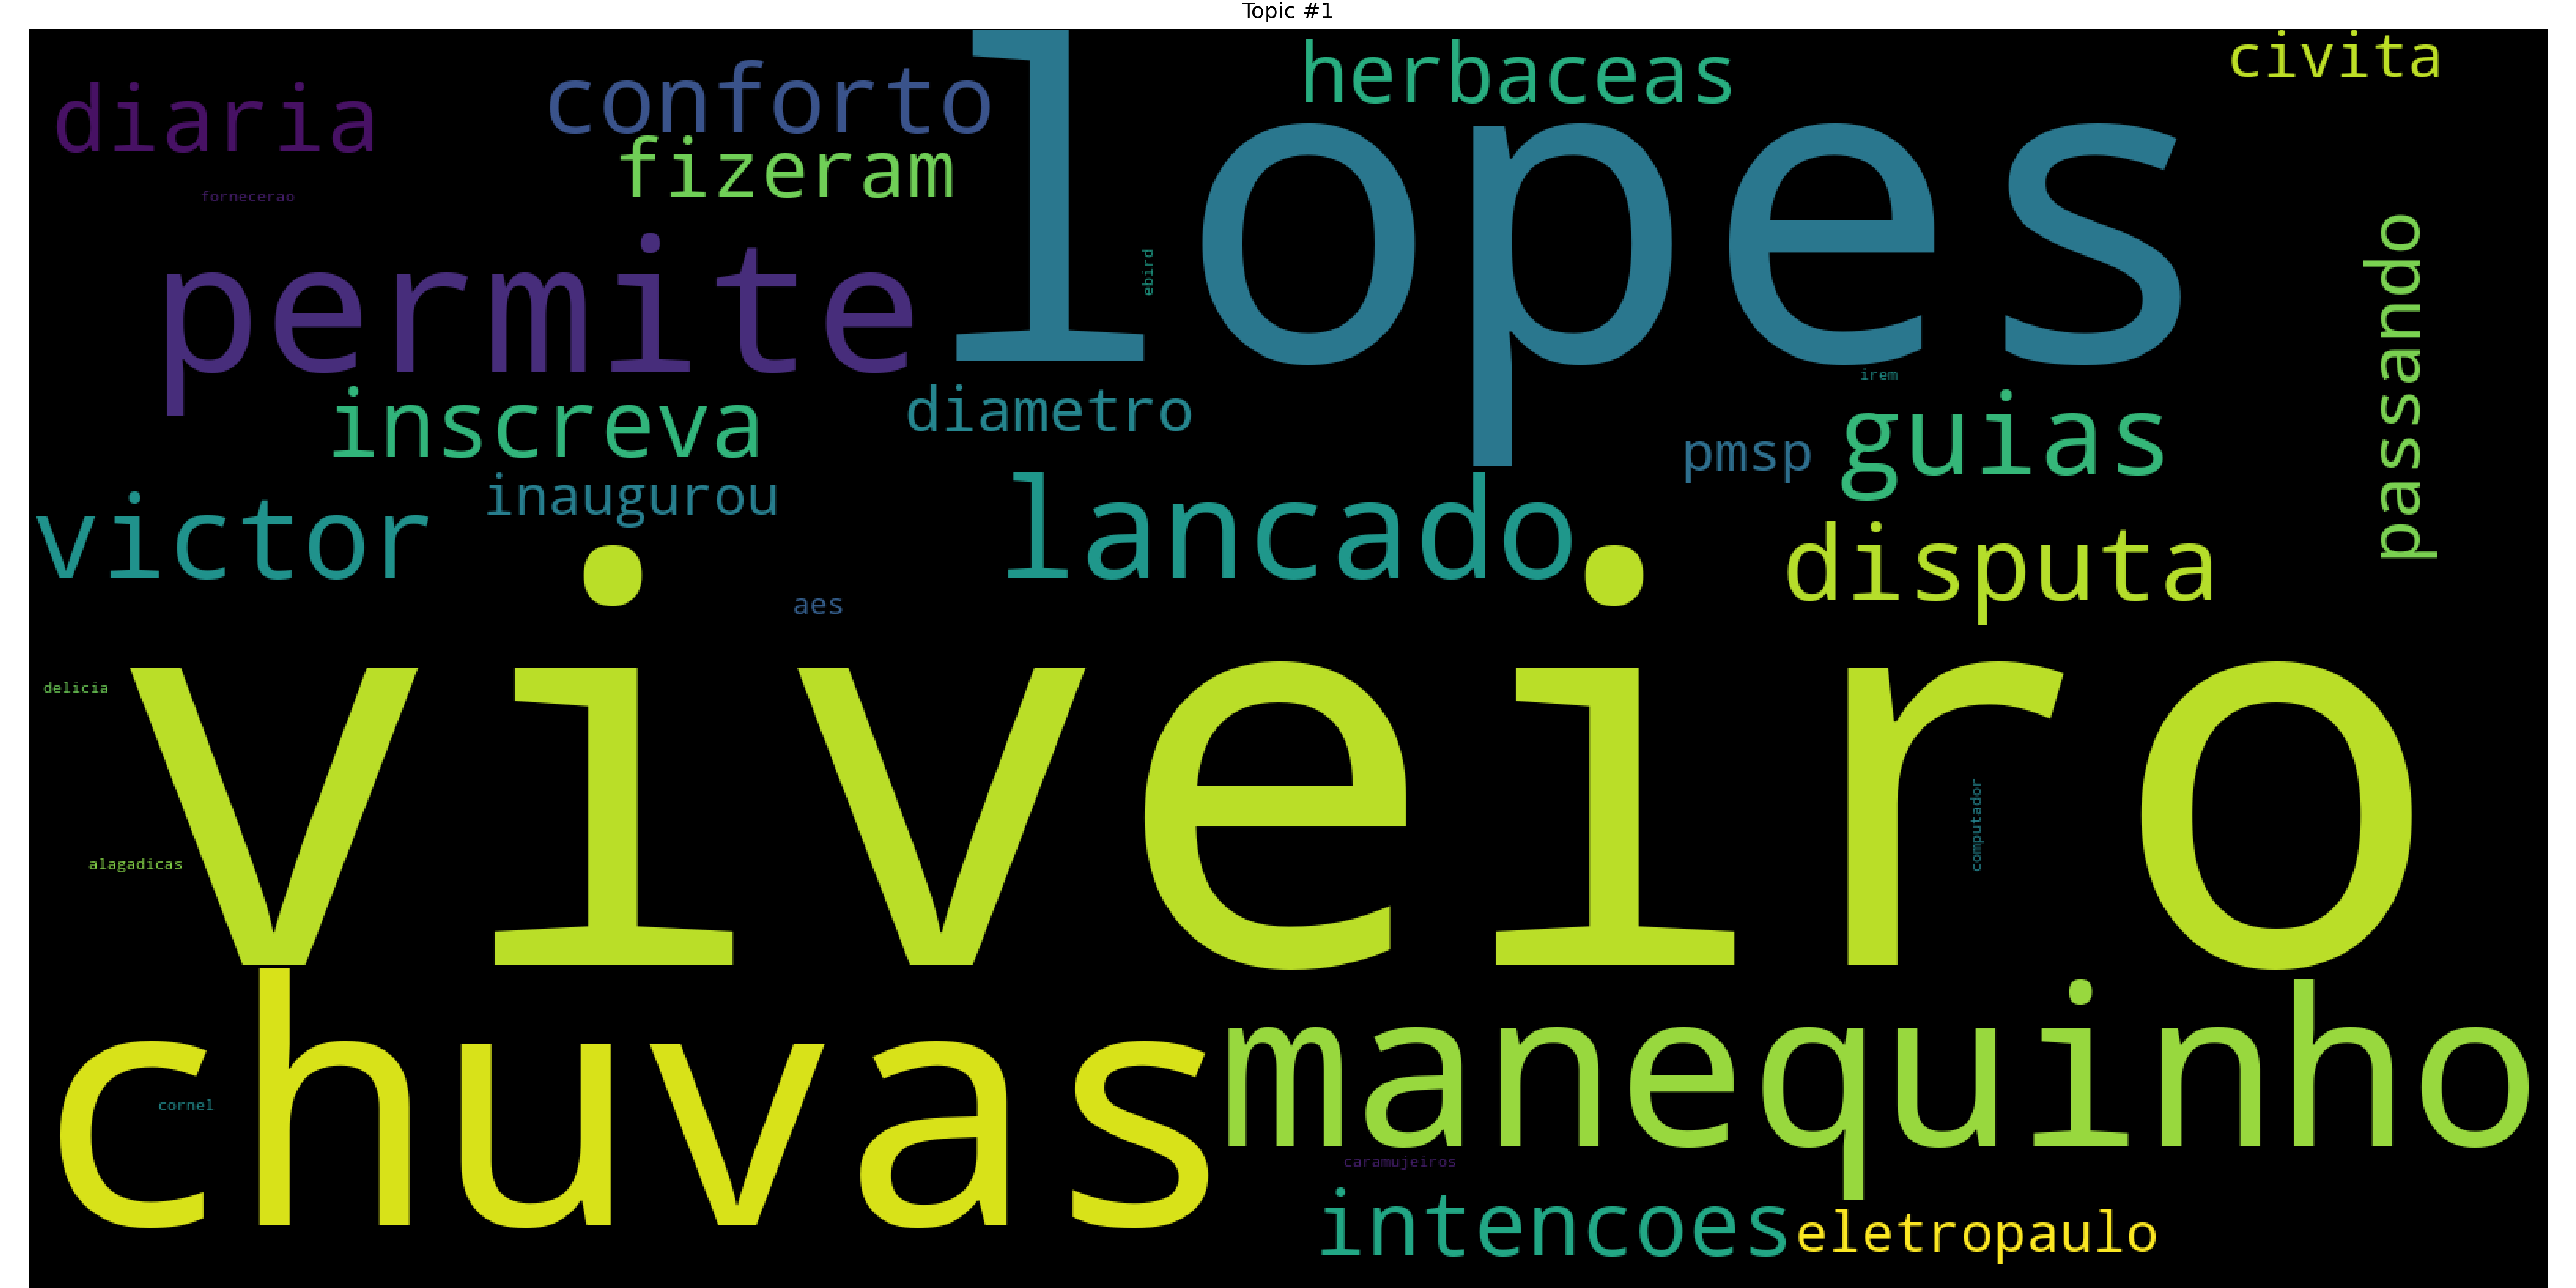 Topic #1
civita
herbaceas
conforto
diaria
lopes
fizeram
fornecerao
ebird
passando
permite
irem
diametro
inscreva
guias
pmsp
inaugurou
lancado
victor
disputa
aes
delicia
viveiro
computador
alagadicas
manequinho
chuvas
cornel
caramujeiros
intencoes
eletropaulo